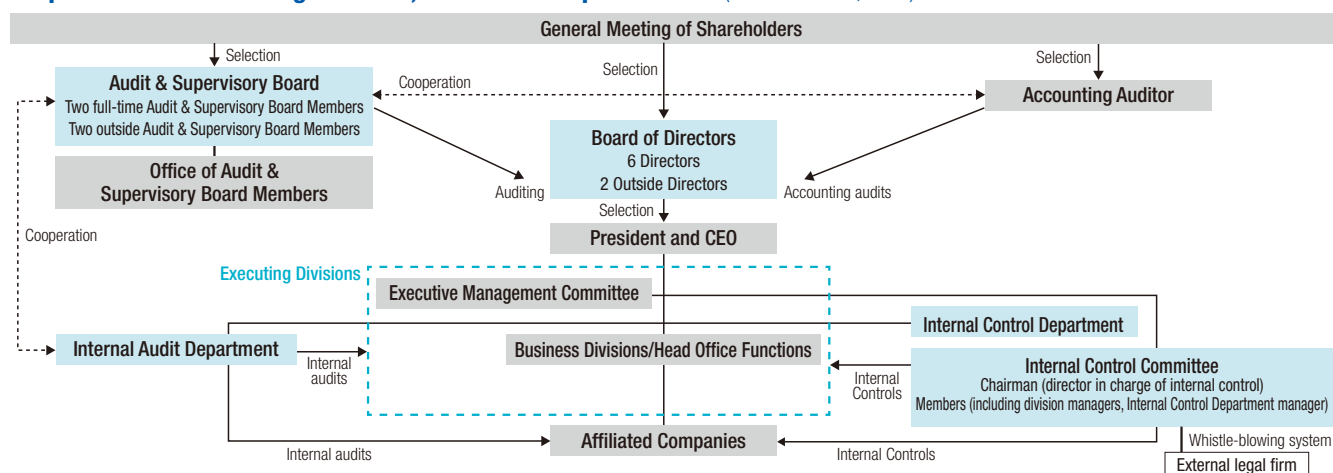 General Meeting of Shareholders
Selection
Selection
Selection
Audit & Supervisory Board
Two full-time Audit & Supervisory Board Members
Two outside Audit & Supervisory Board Members
Cooperation
Accounting Auditor
Office of Audit &
Supervisory Board Members
Board of Directors
6 Directors
2 Outside Directors
Auditing
Accounting audits
Selection
Cooperation
President and CEO
Executing Divisions
Executive Management Committee
Internal Control Department
Internal Audit Department
Internal
audits
Business Divisions/Head Office Functions
Internal
Controls
Internal Control Committee
Chairman (director in charge of internal control)
Members (including division managers, Internal Control Department manager)
Affiliated Companies
Internal audits
Internal Controls
Whistle-blowing system
External legal firm